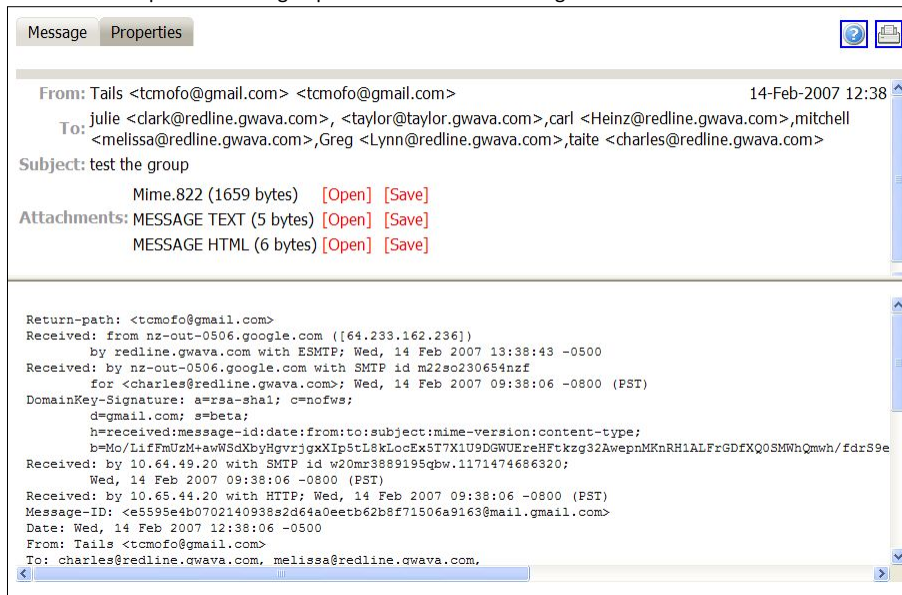 Message Properties
From: Tails <tcmofo@gmail.com> <tcmofo@gmail.com> 14-Feb-2007 12:38
To: julie <clark@redline.gwava.com>, <taylor@taylor.gwava.com>,carl <Heinz@redline.gwava.com>,mitchell
<melissa@redline.gwava.com>,Greg <Lynn@redline.gwava.com>,taite <charles@redline.gwava.com>
Subject: test the group
Attachments: Mime.822 (1659 bytes) [Open] [Save]
MESSAGE TEXT (5 bytes) [Open] [Save]
MESSAGE HTML (6 bytes) [Open] [Save]
Return-path: <tcmofo@gmail.com>
Received: from nz-out-0506.google.com ([64.233.162.236])
by redline.gwava.com with ESMTP; Wed, 14 Feb 2007 13:38:43 -0500
Received: by nz-out-0506.google.com with SMTP id m22so230654nzf
for <charles@redline.gwava.com>; Wed, 14 Feb 2007 09:38:06 -0800 (PST)
DomainKey-Signature: a=rsa-sha1; c=nofws;
d=gmail.com; s=beta;
h=received:message-id:date:from:to:subject:mime-version:content-type;
b=Mo/LifFmUzM+awWSdXbyHgvrjgxXIp5tL8kLocEx5T7X1U9DGWUEreHFtkzg32AwepnMKnRH1ALFrGDfXQ0SMWhQmwh/fdrS9e
Received: by 10.64.49.20 with SMTP id w20mr3889195qbw.1171474686320;
Wed, 14 Feb 2007 09:38:06 -0800 (PST)
Received: by 10.65.44.20 with HTTP; Wed, 14 Feb 2007 09:38:06 -0800 (PST)
Message-ID: <e5595e4b0702140938s2d64a0eetb62b8f71506a9163@mail.gmail.com>
Date: Wed, 14 Feb 2007 12:38:06 -0500
From: Tails <tcmofo@gmail.com>
To: charles@redline.gwava.com, melissa@redline.gwava.com,